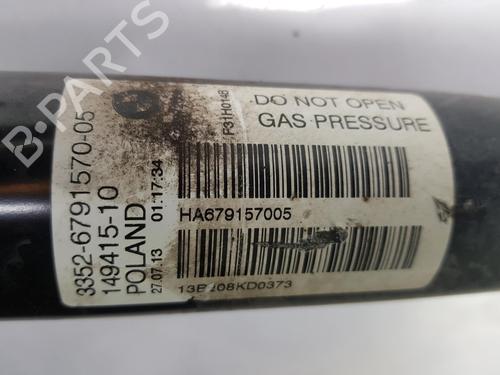 B-PARTS
3352-6791570-05
149415-10
POLAND
27.07.13 01:17:34
P31H014B
DO NOT OPEN
GAS PRESSURE
HA679157005
13B208KD0373